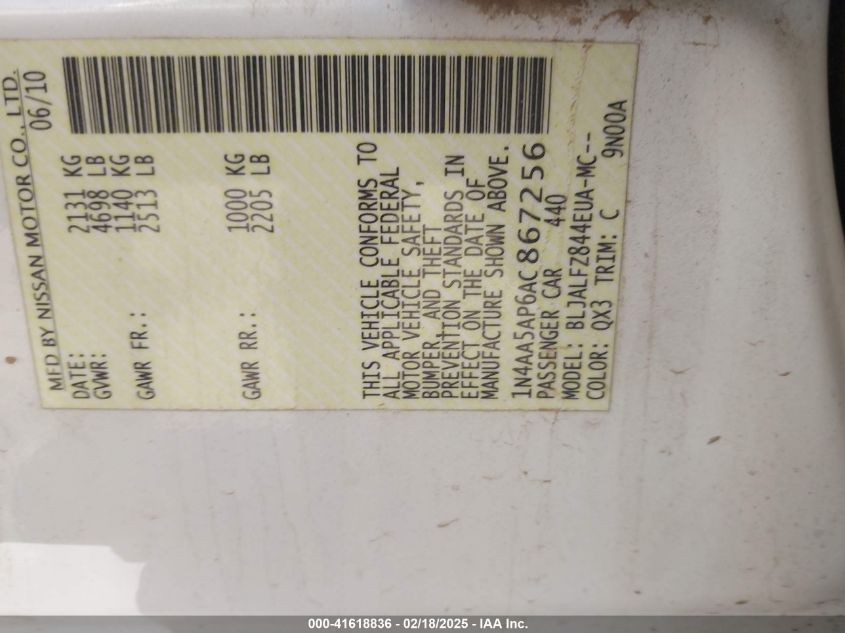 MFD BY NISSAN MOTOR CO., LTD.
DATE: 06/10
GVWR: 2131 KG
4698 LB
GAWR FR.: 1140 KG
2513 LB
GAWR RR.: 1000 KG
2205 LB
THIS VEHICLE CONFORMS TO
ALL APPLICABLE FEDERAL
MOTOR VEHICLE SAFETY,
BUMPER, AND THEFT
PREVENTION STANDARDS IN
EFFECT ON THE DATE OF
MANUFACTURE SHOWN ABOVE.
1N4AA5AP6AC867256
PASSENGER CAR 440
MODEL: BLJALFZ844EUA-MC--
COLOR: QX3 TRIM: C 9N00A
000-41618836 - 02/18/2025 - IAA Inc.